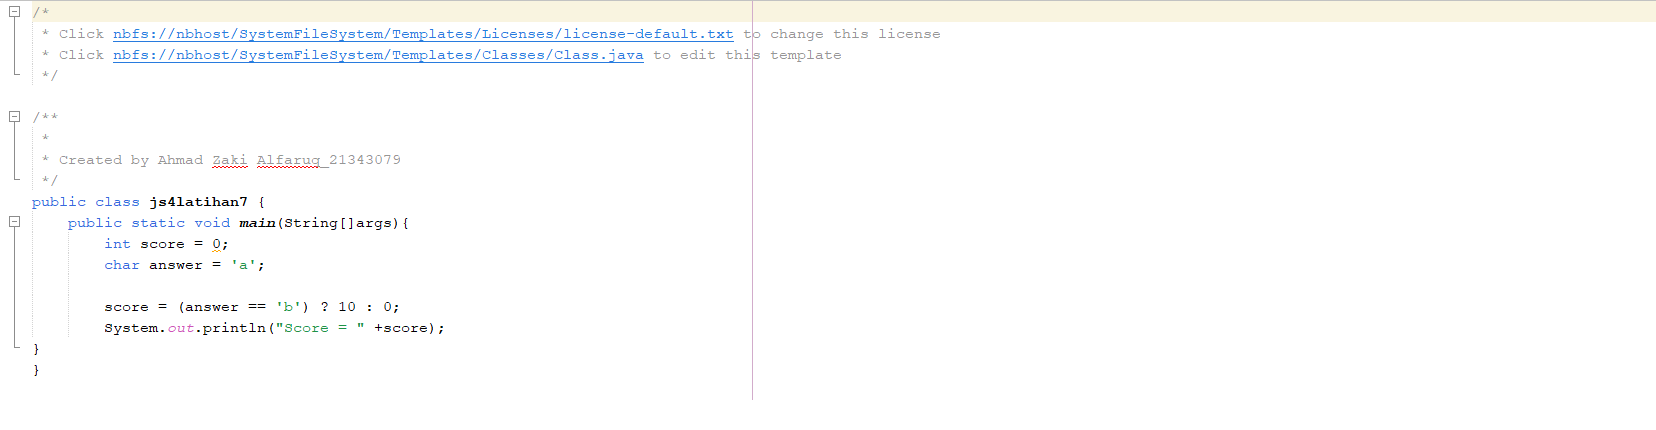 /*
 * Click nbfs://nbhost/SystemFileSystem/Templates/Licenses/license-default.txt to change this license
 * Click nbfs://nbhost/SystemFileSystem/Templates/Classes/Class.java to edit this template
 */
/**
 *
 * Created by Ahmad Zaki Alfaruq_21343079
 */
public class js4latihan7 {
    public static void main(String[]args){
        int score = 0;
        char answer = 'a';
        score = (answer == 'b') ? 10 : 0;
        System.out.println("Score = " +score);
}
}